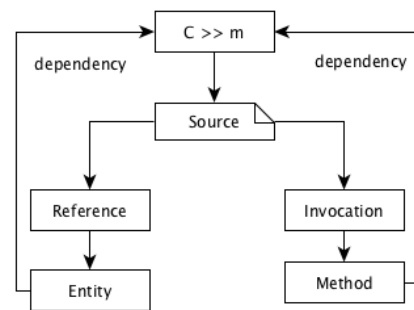 C >> m
dependency
dependency
Source
Reference
Invocation
Entity
Method